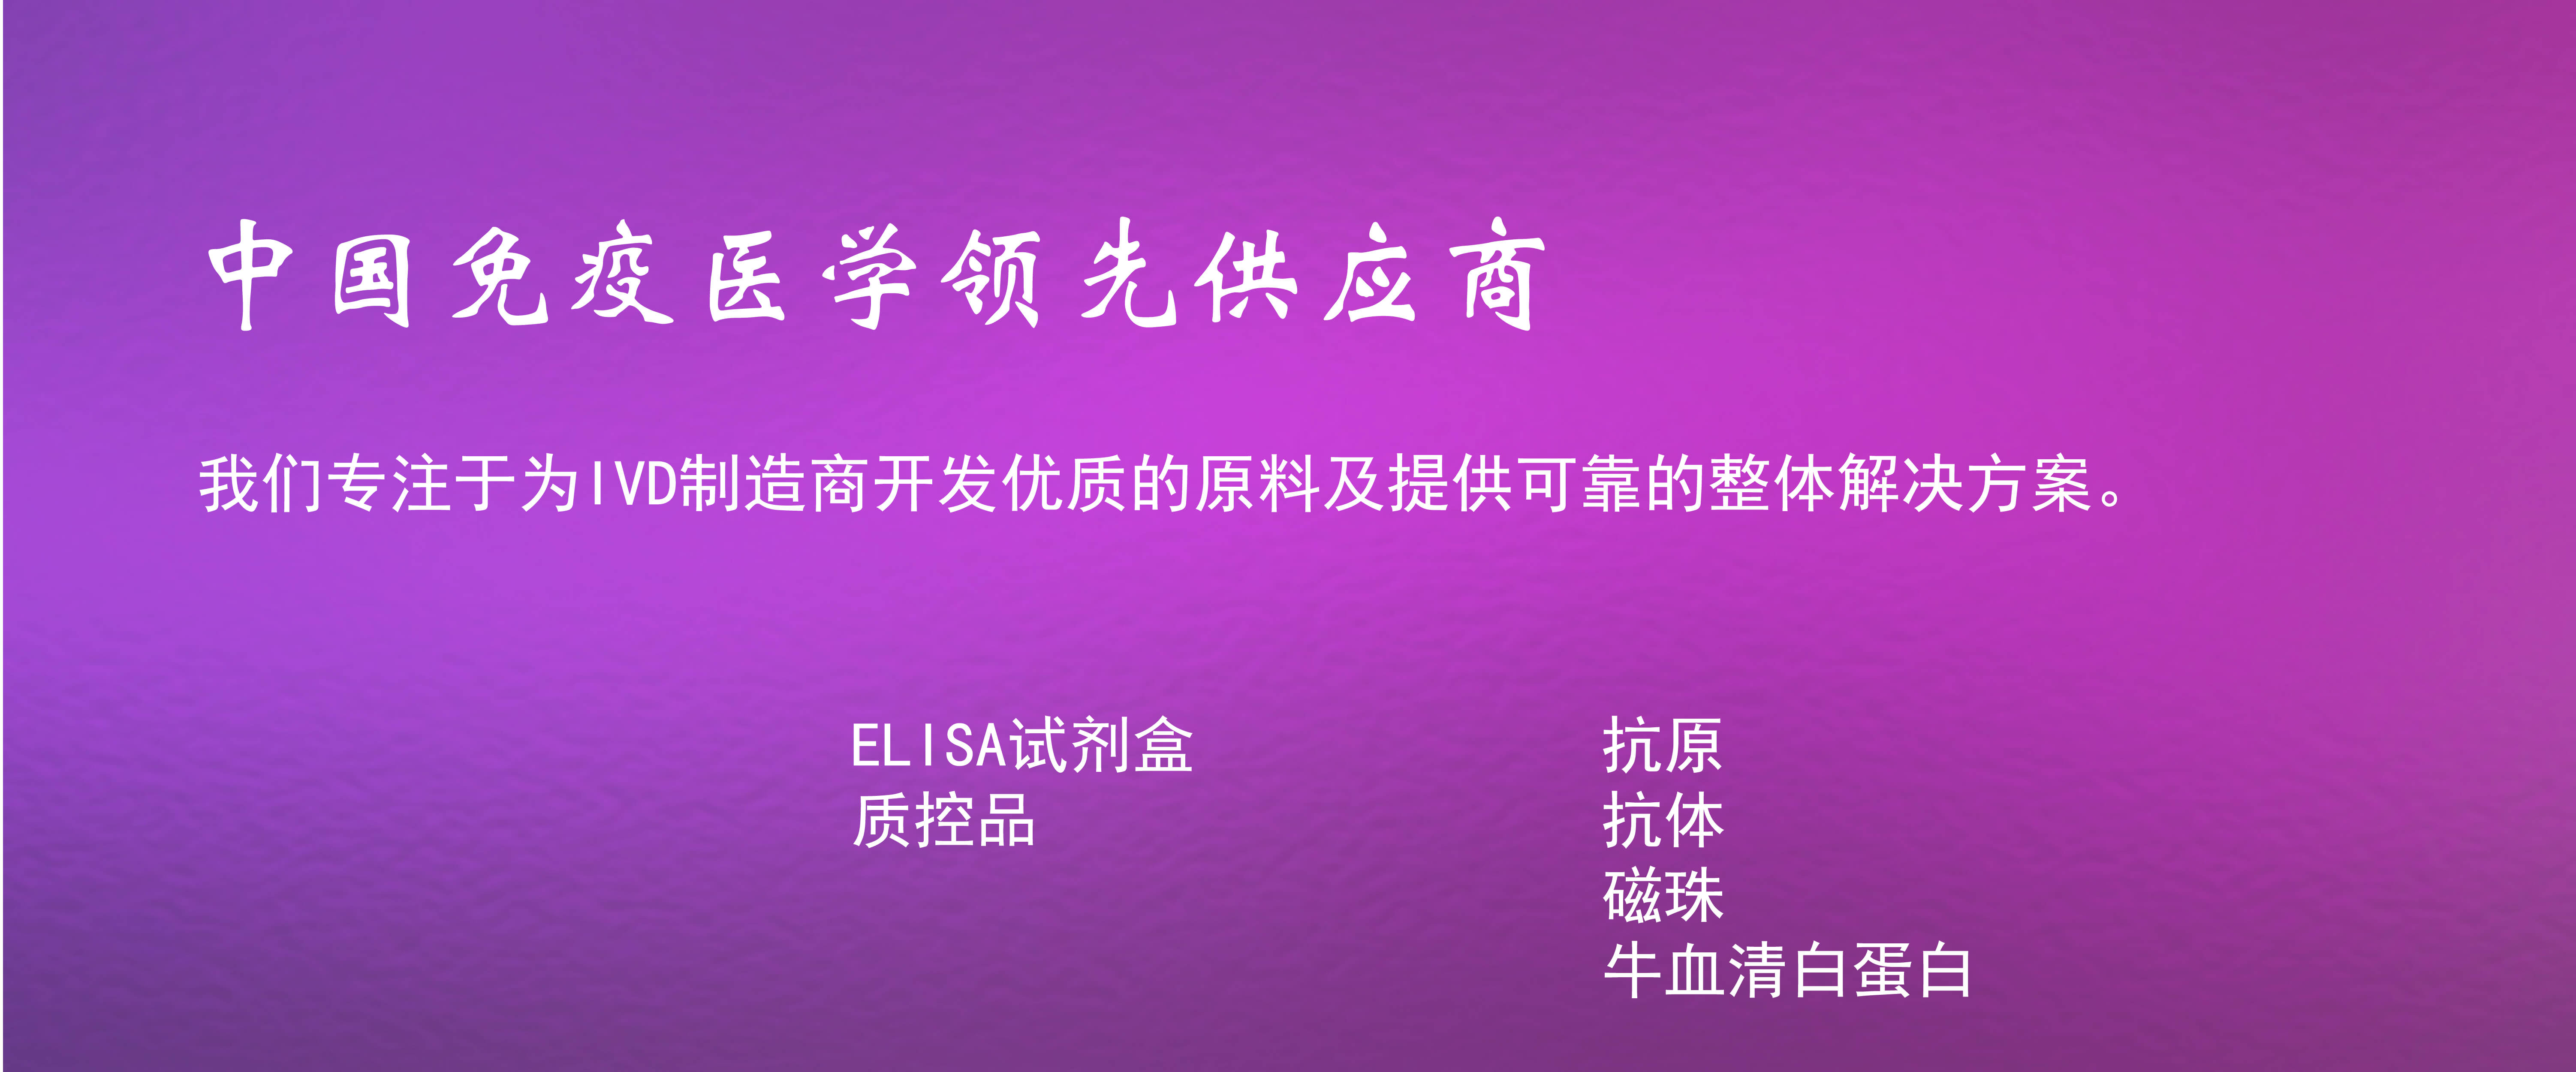 中国免疫医学领先供应商
我们专注于为IVD制造商开发优质的原料及提供可靠的整体解决方案。
ELISA试剂盒
质控品
抗原
抗体
磁珠
牛血清白蛋白